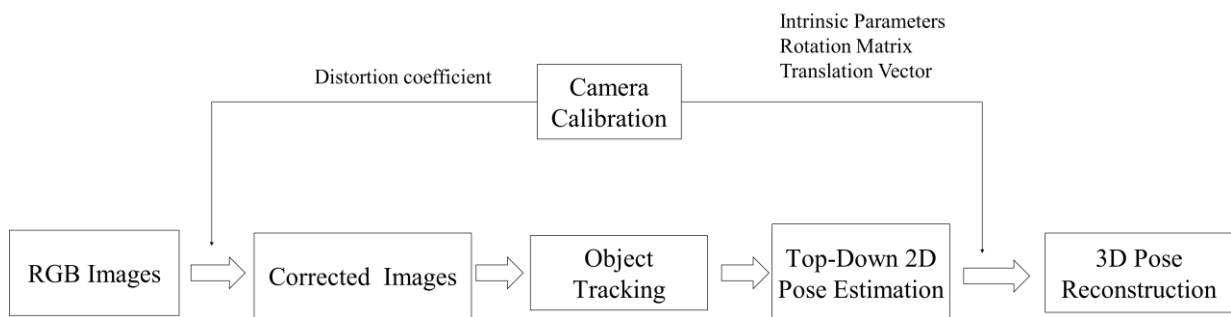 Intrinsic Parameters
Rotation Matrix
Translation Vector
Distortion coefficient
Camera
Calibration
RGB Images
Corrected Images
Object
Tracking
Top-Down 2D
Pose Estimation
3D Pose
Reconstruction